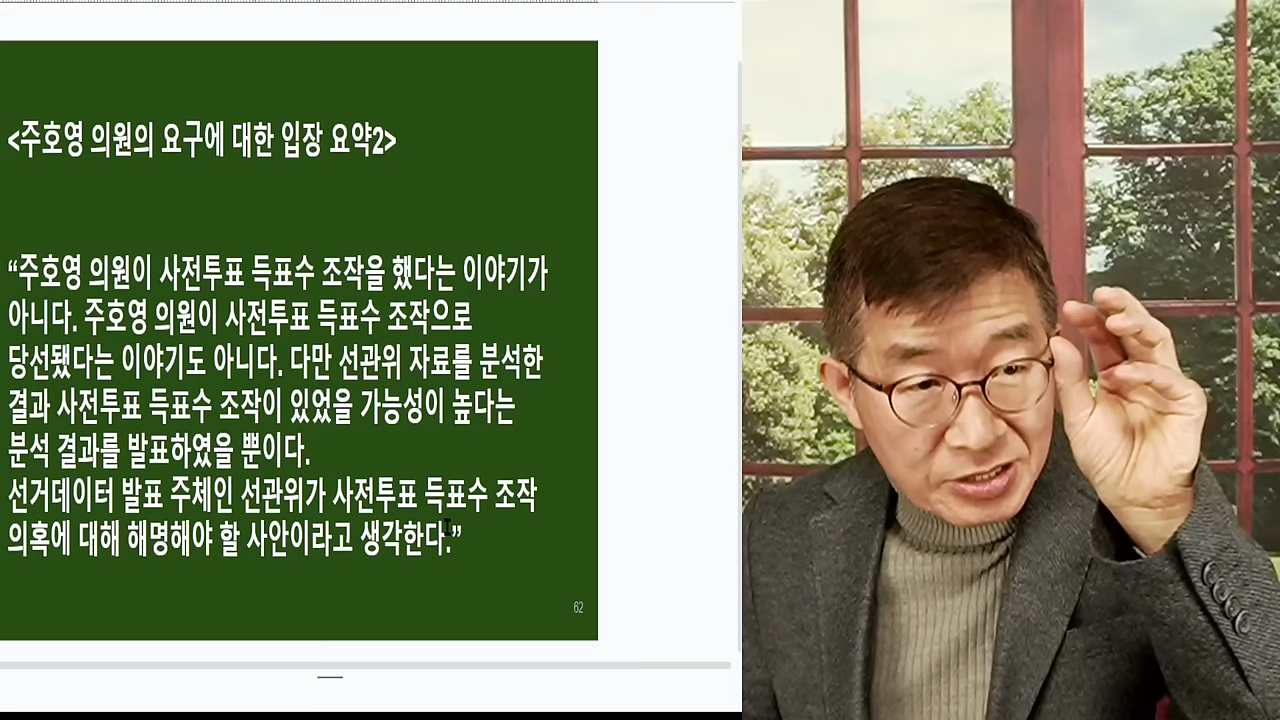 <주호영 의원의 요구에 대한 입장 요약2>
“주호영 의원이 사전투표 득표수 조작을 했다는 이야기가
아니다. 주호영 의원이 사전투표 득표수 조작으로
당선됐다는 이야기도 아니다. 다만 선관위 자료를 분석한
결과 사전투표 득표수 조작이 있었을 가능성이 높다는
분석 결과를 발표하였을 뿐이다.
선거데이터 발표 주체인 선관위가 사전투표 득표수 조작
의혹에 대해 해명해야 할 사안이라고 생각한다.”
62